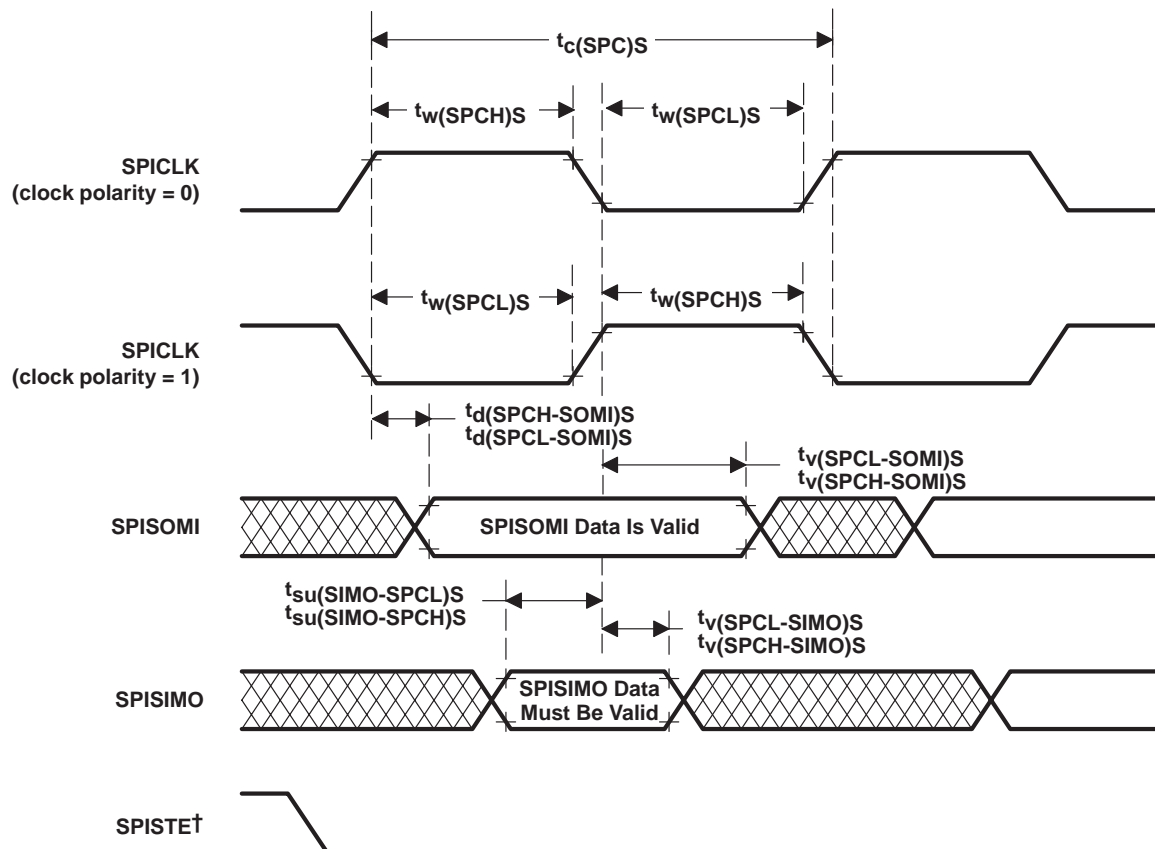 tc(SPC)S
tw(SPCH)S tw(SPCL)S
SPICLK
(clock polarity = 0)
tw(SPCL)S tw(SPCH)S
SPICLK
(clock polarity = 1)
td(SPCH-SOMI)S
td(SPCL-SOMI)S
tv(SPCL-SOMI)S
tv(SPCH-SOMI)S
SPISOMI SPISOMI Data Is Valid
tsu(SIMO-SPCL)S
tsu(SIMO-SPCH)S
tv(SPCL-SIMO)S
tv(SPCH-SIMO)S
SPISIMO
SPISIMO Data
Must Be Valid
SPISTE†